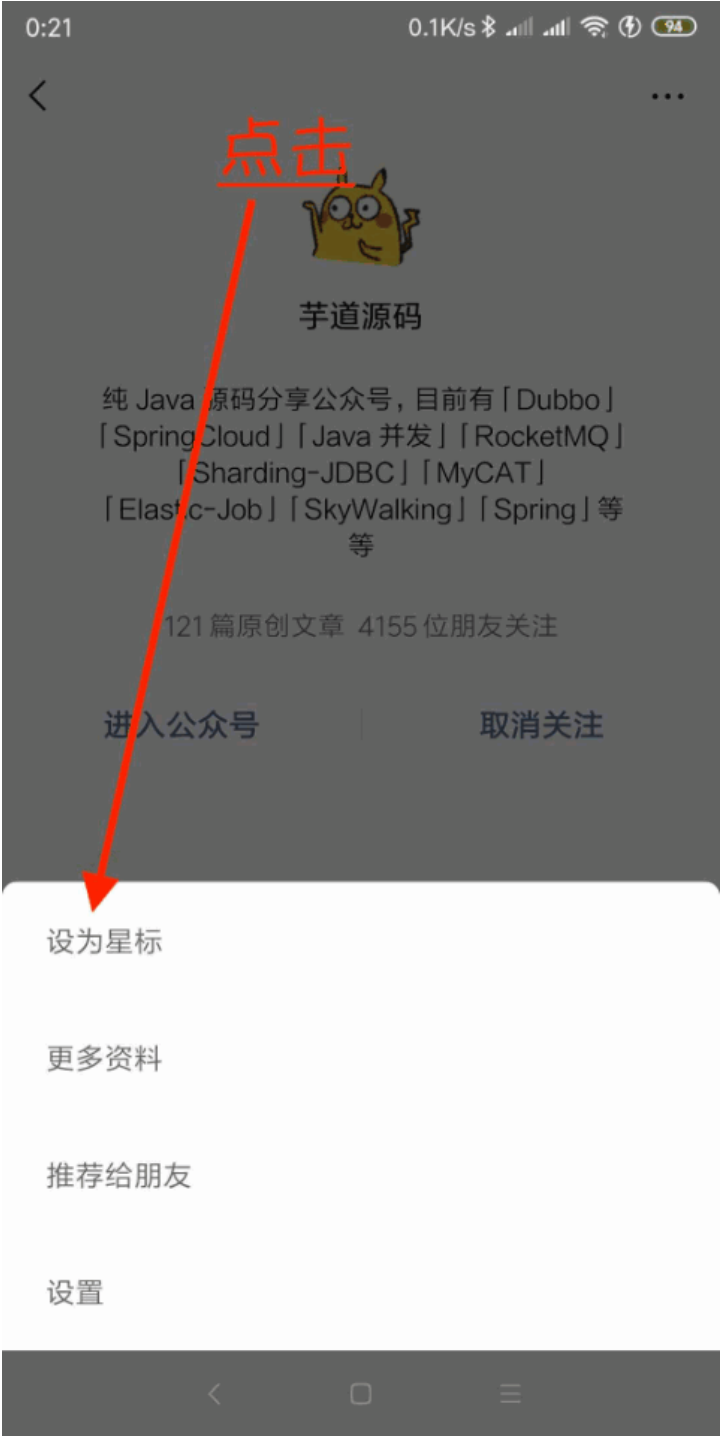 0:21
0.1K/s
94
点击
芋道源码
纯 Java 源码分享公众号，目前有「Dubbo」
「SpringCloud」「Java 并发」「RocketMQ」
「Sharding-JDBC」「MyCAT」
「Elastic-Job」「SkyWalking」「Spring」等
等
121 篇原创文章 4155 位朋友关注
进入公众号
取消关注
设为星标
更多资料
推荐给朋友
设置